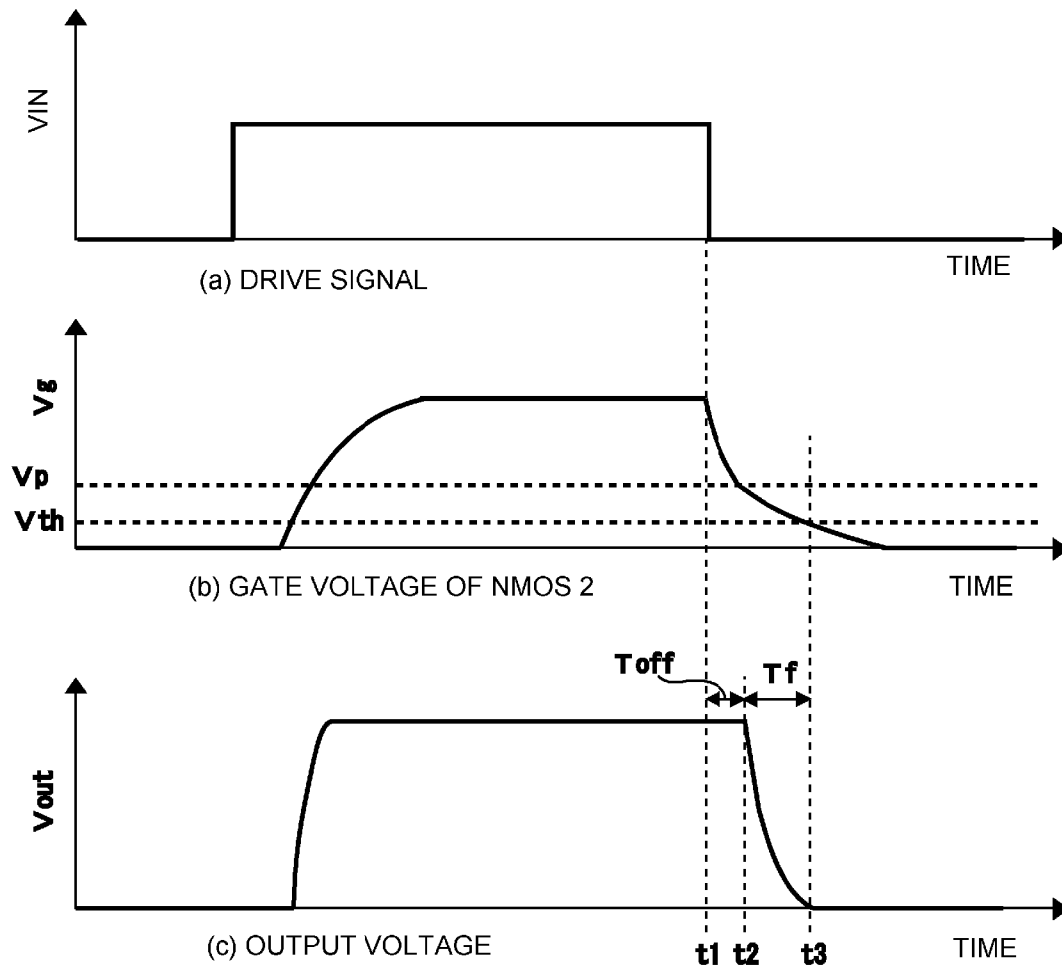 VIN
TIME
(a) DRIVE SIGNAL
Vg
Vp
Vth
TIME
(b) GATE VOLTAGE OF NMOS 2
Toff
Tf
Vout
TIME
(c) OUTPUT VOLTAGE
t1 t2 t3